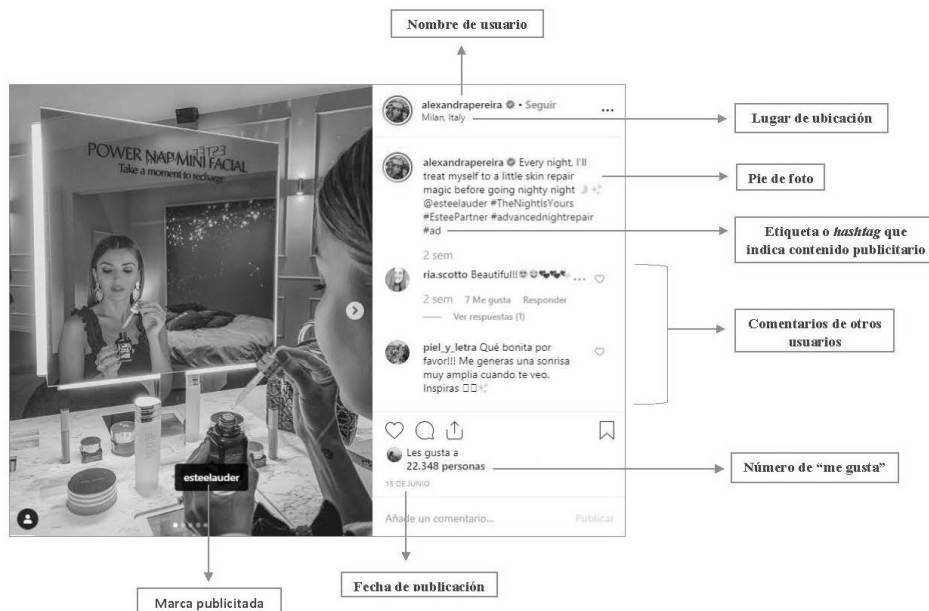 Nombre de usuario
POWER NAP MINI FACIAL
Take a moment to recharge
esteelauder
alexandrapereira • Seguir
Milan, Italy
alexandrapereira Every night, I'll
treat myself to a little skin repair
magic before going nighty night
@esteelauder #TheNightIsYours
#EsteePartner #advancednightrepair
#ad
2 sem
ria.scotto Beautiful!!
2 sem 7 Me gusta Responder
Ver respuestas (1)
piel_y_letra Qué bonita por
favor!!! Me generas una sonrisa
muy amplia cuando te veo.
Inspiras
Les gusta a
22.348 personas
15 DE JUNIO
Añade un comentario... Publicar
Lugar de ubicación
Pie de foto
Etiqueta o hashtag que
indica contenido publicitario
Comentarios de otros
usuarios
Número de “me gusta”
Fecha de publicación
Marca publicitada